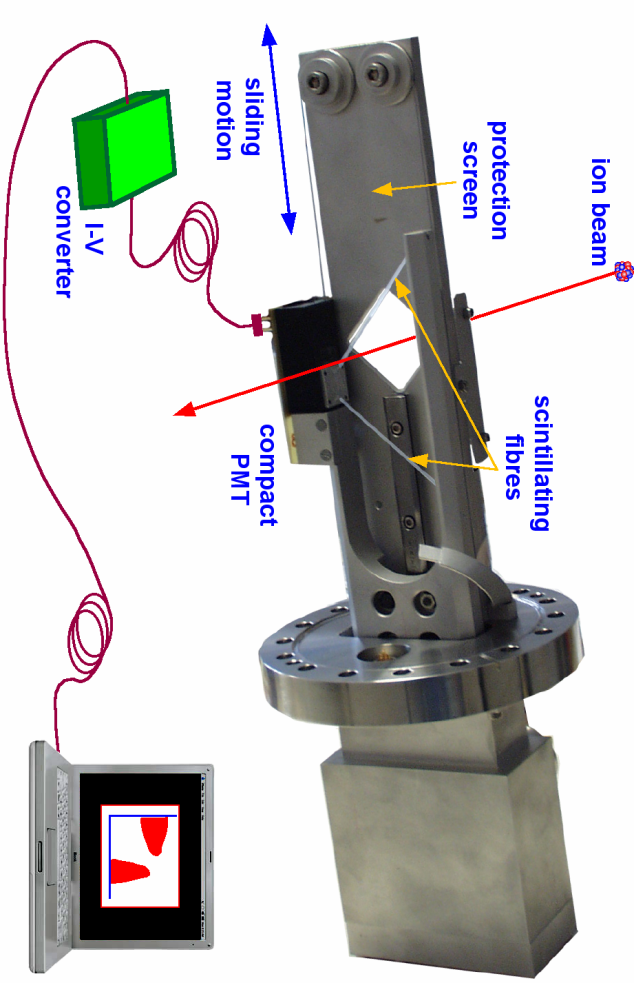 ion beam
protection
screen
sliding
motion
I-V
converter
scintillating
fibres
compact
PMT